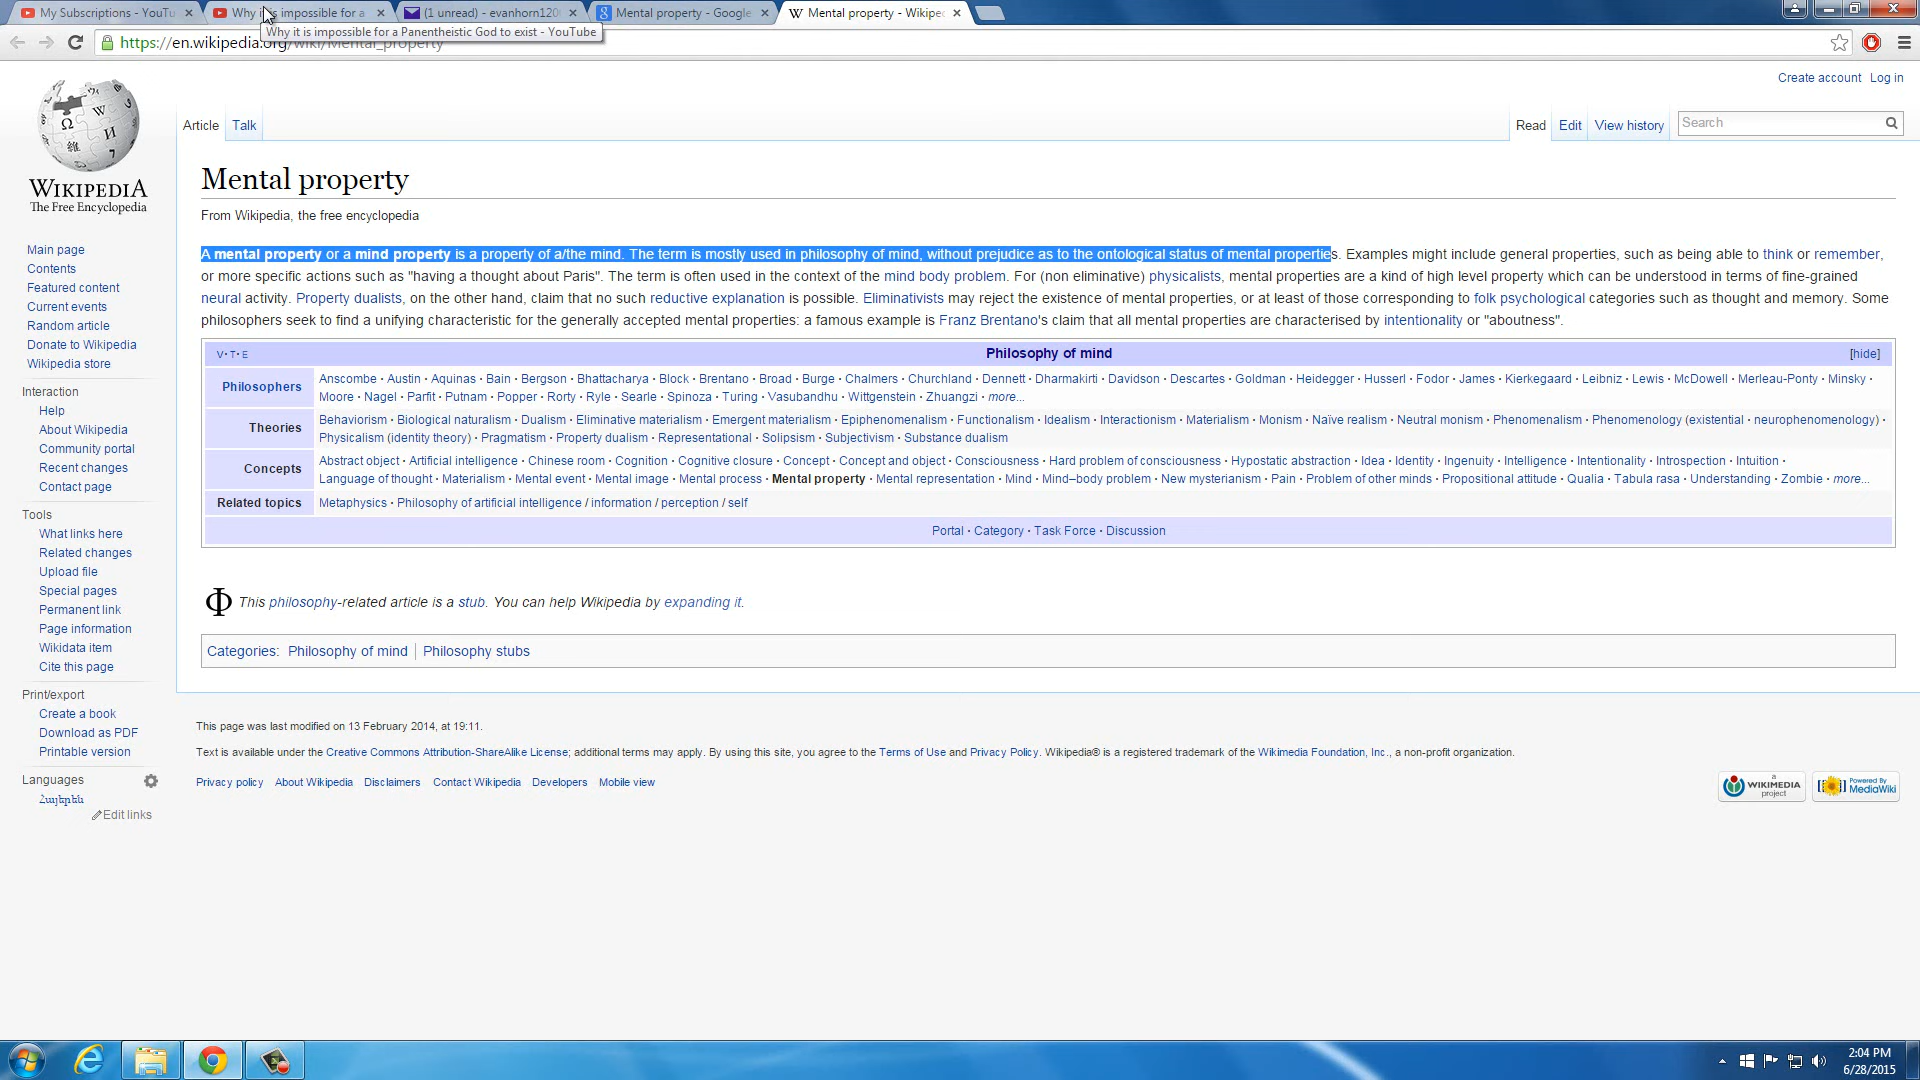 My Subscriptions - YouTu
Why it is impossible for a
(1 unread) - evanhorn120
Mental property - Google
Mental property - Wikipe
Why it is impossible for a Panentheistic God to exist - YouTube
https://en.wikipedia.org/wiki/Mental_property
Create account Log in
Article Talk
Read Edit View history Search
WIKIPEDIA
The Free Encyclopedia
Mental property
From Wikipedia, the free encyclopedia
A mental property or a mind property is a property of a/the mind. The term is mostly used in philosophy of mind, without prejudice as to the ontological status of mental properties. Examples might include general properties, such as being able to think or remember,
or more specific actions such as "having a thought about Paris". The term is often used in the context of the mind body problem. For (non eliminative) physicalists, mental properties are a kind of high level property which can be understood in terms of fine-grained
neural activity. Property dualists, on the other hand, claim that no such reductive explanation is possible. Eliminativists may reject the existence of mental properties, or at least of those corresponding to folk psychological categories such as thought and memory. Some
philosophers seek to find a unifying characteristic for the generally accepted mental properties: a famous example is Franz Brentano's claim that all mental properties are characterised by intentionality or "aboutness".
V · T · E Philosophy of mind [hide]
Philosophers
Anscombe · Austin · Aquinas · Bain · Bergson · Bhattacharya · Block · Brentano · Broad · Burge · Chalmers · Churchland · Dennett · Dharmakirti · Davidson · Descartes · Goldman · Heidegger · Husserl · Fodor · James · Kierkegaard · Leibniz · Lewis · McDowell · Merleau-Ponty · Minsky ·
Moore · Nagel · Parfit · Putnam · Popper · Rorty · Ryle · Searle · Spinoza · Turing · Vasubandhu · Wittgenstein · Zhuangzi · more...
Theories
Behaviorism · Biological naturalism · Dualism · Eliminative materialism · Emergent materialism · Epiphenomenalism · Functionalism · Idealism · Interactionism · Materialism · Monism · Naïve realism · Neutral monism · Phenomenalism · Phenomenology (existential · neurophenomenology) ·
Physicalism (identity theory) · Pragmatism · Property dualism · Representational · Solipsism · Subjectivism · Substance dualism
Concepts
Abstract object · Artificial intelligence · Chinese room · Cognition · Cognitive closure · Concept · Concept and object · Consciousness · Hard problem of consciousness · Hypostatic abstraction · Idea · Identity · Ingenuity · Intelligence · Intentionality · Introspection · Intuition ·
Language of thought · Materialism · Mental event · Mental image · Mental process · Mental property · Mental representation · Mind · Mind–body problem · New mysterianism · Pain · Problem of other minds · Propositional attitude · Qualia · Tabula rasa · Understanding · Zombie · more...
Related topics
Metaphysics · Philosophy of artificial intelligence / information / perception / self
Portal · Category · Task Force · Discussion
Φ This philosophy-related article is a stub. You can help Wikipedia by expanding it.
Categories: Philosophy of mind | Philosophy stubs
Main page
Contents
Featured content
Current events
Random article
Donate to Wikipedia
Wikipedia store
Interaction
Help
About Wikipedia
Community portal
Recent changes
Contact page
Tools
What links here
Related changes
Upload file
Special pages
Permanent link
Page information
Wikidata item
Cite this page
Print/export
Create a book
Download as PDF
Printable version
Languages
Հայերեն
Edit links
This page was last modified on 13 February 2014, at 19:11.
Text is available under the Creative Commons Attribution-ShareAlike License; additional terms may apply. By using this site, you agree to the Terms of Use and Privacy Policy. Wikipedia® is a registered trademark of the Wikimedia Foundation, Inc., a non-profit organization.
Privacy policy About Wikipedia Disclaimers Contact Wikipedia Developers Mobile view
a
WIKIMEDIA
project
Powered By
MediaWiki
2:04 PM
6/28/2015